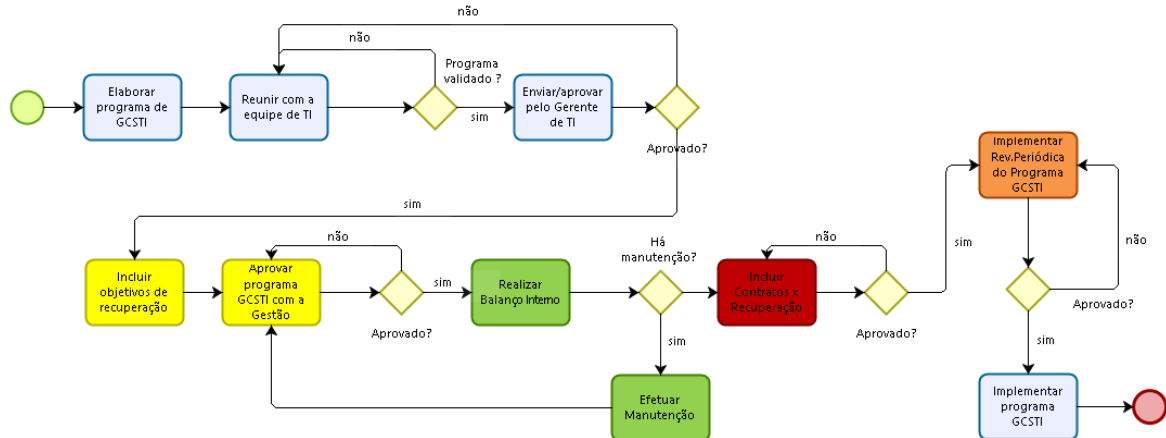 não
não
Programa
validado ?
Elaborar
programa de
GCSTI
Reunir com a
equipe de TI
sim
Enviar/aprovar
pelo Gerente
de TI
Aprovado?
sim
Implementar
Rev.Periódica
do Programa
GCSTI
sim
não
Aprovado?
sim
Incluir
objetivos de
recuperação
não
Aprovar
programa
GCSTI com a
Gestão
sim
Aprovado?
Realizar
Balanço Interno
Há
manutenção?
sim
Efetuar
Manutenção
não
Incluir
Contratos x
Recuperação
Aprovado?
Implementar
programa
GCSTI